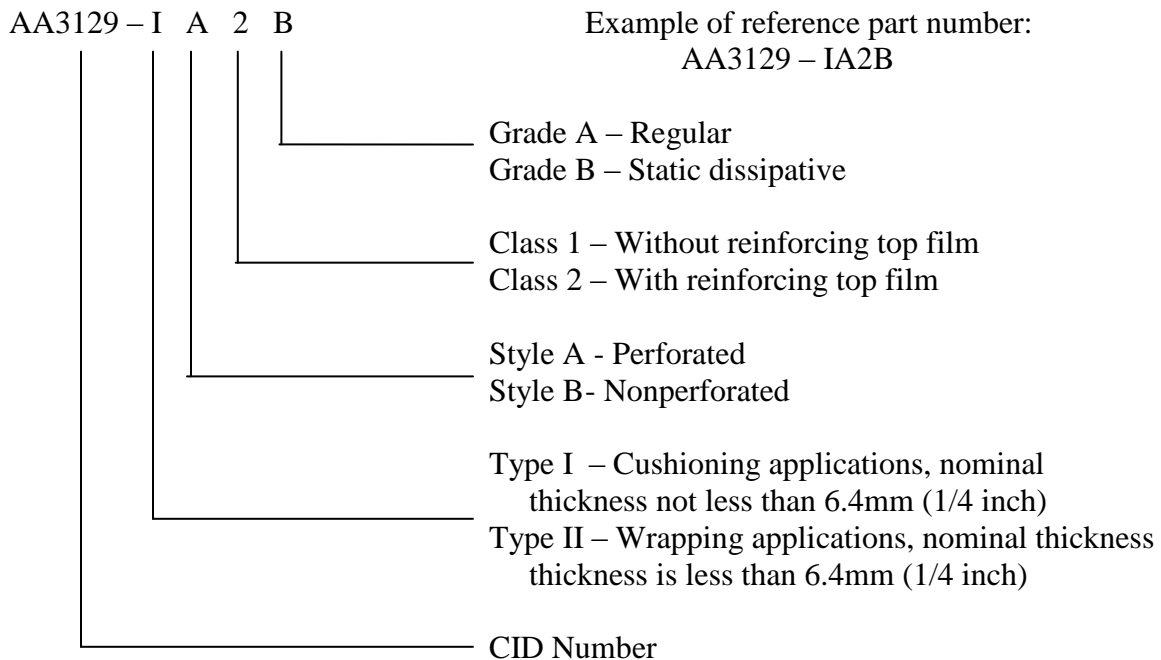 AA3129 – I A 2 B
Example of reference part number:
AA3129 – IA2B
Grade A – Regular
Grade B – Static dissipative
Class 1 – Without reinforcing top film
Class 2 – With reinforcing top film
Style A - Perforated
Style B- Nonperforated
Type I – Cushioning applications, nominal
thickness not less than 6.4mm (1/4 inch)
Type II – Wrapping applications, nominal thickness
thickness is less than 6.4mm (1/4 inch)
CID Number